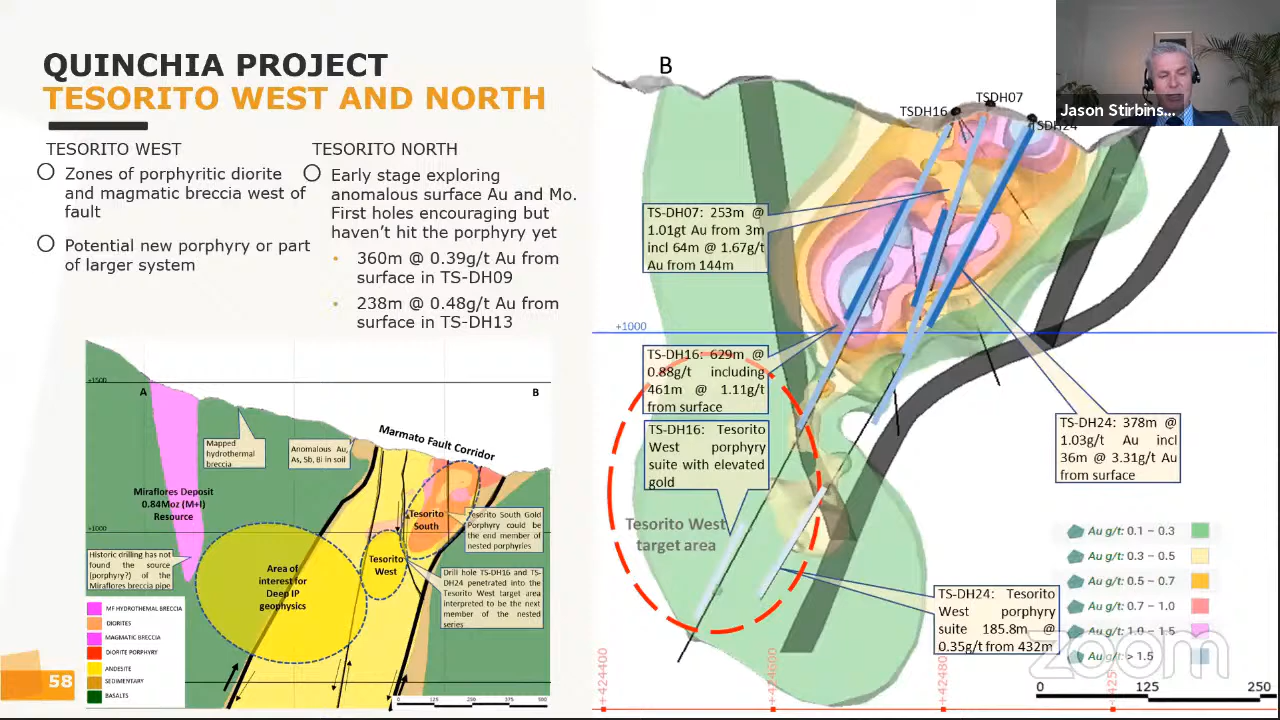 QUINCHIA PROJECT
TESORITO WEST AND NORTH
TESORITO WEST
Zones of porphyritic diorite
and magmatic breccia west of
fault
Potential new porphyry or part
of larger system
TESORITO NORTH
Early stage exploring
anomalous surface Au and Mo.
First holes encouraging but
haven't hit the porphyry yet
360m @ 0.39g/t Au from
surface in TS-DH09
238m @ 0.48g/t Au from
surface in TS-DH13
+1500
A
B
Marmato Fault Corridor
Mapped
hydrothermal
breccia
Anomalous Au,
As, Sb, Bi in soil
Miraflores Deposit
0.84Moz (M+I)
Resource
+1000
Tesorito
South
Tesorito South Gold
Porphyry could be
the end member of
nested porphyries
Historic drilling has not
found the source
(porphyry?) of the
Miraflores breccia pipe
Area of
interest for
Deep IP
geophysics
Tesorito
West
Drill hole TS-DH16 and TS-
DH24 penetrated into the
Tesorito West target area
interpreted to be the next
member of the nested
series
MF HYDROTHEMAL BRECCIA
DIORITES
MAGMATIC BRECCIA
DIORITE PORPHYRY
ANDESITE
SEDIMENTARY
BASALTS
0 125 250 375 500
58
B
TSDH16
TSDH07
TSDH24
Jason Stirbins...
TS-DH07: 253m @
1.01gt Au from 3m
incl 64m @ 1.67g/t
Au from 144m
+1000
TS-DH16: 629m @
0.88g/t including
461m @ 1.11g/t
from surface
TS-DH16: Tesorito
West porphyry
suite with elevated
gold
Tesorito West
target area
TS-DH24: 378m @
1.03g/t Au incl
36m @ 3.31g/t Au
from surface
TS-DH24: Tesorito
West porphyry
suite 185.8m @
0.35g/t from 432m
Au g/t: 0.1 – 0.3
Au g/t: 0.3 – 0.5
Au g/t: 0.5 – 0.7
Au g/t: 0.7 – 1.0
Au g/t: 1.0 – 1.5
Au g/t: > 1.5
zoom
+424400
+424480
0 125 250